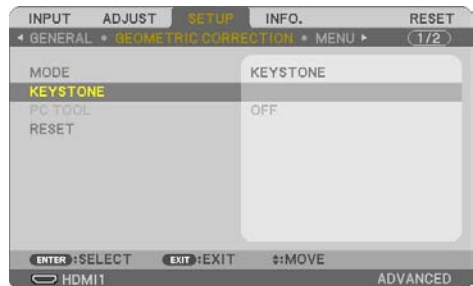 INPUT ADJUST SETUP INFO. RESET
◂ GENERAL • GEOMETRIC CORRECTION • MENU ▸ (1/2)
MODE KEYSTONE
KEYSTONE
PC TOOL OFF
RESET
ENTER :SELECT EXIT :EXIT ↕:MOVE
HDMI1 ADVANCED